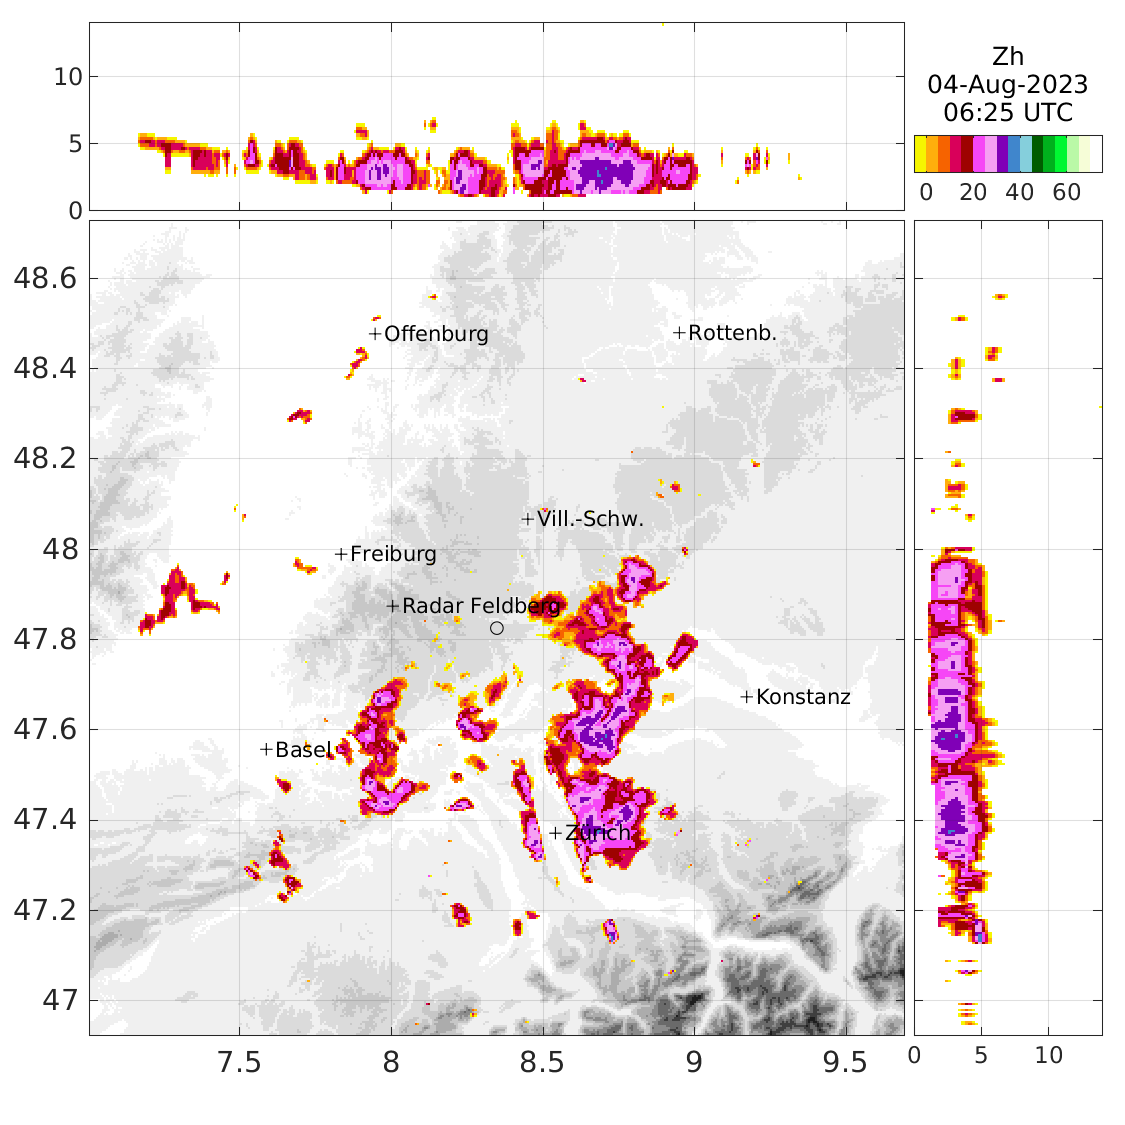 10
5
0
Zh
04-Aug-2023
06:25 UTC
0 20 40 60
48.6
48.4
48.2
48
47.8
47.6
47.4
47.2
47
+Offenburg
+Rottenb.
+Vill.-Schw.
+Freiburg
+Radar Feldberg
+Konstanz
+Basel
+Zürich
7.5 8 8.5 9 9.5
0 5 10